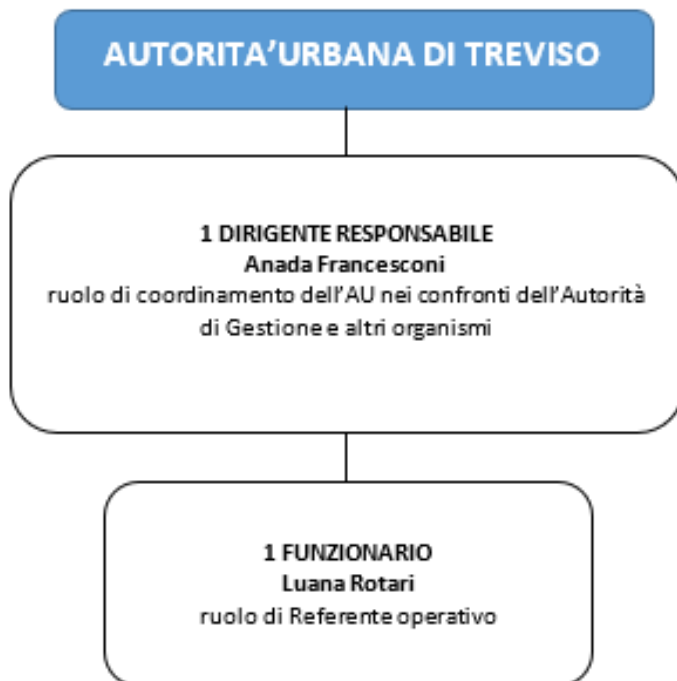 AUTORITA'URBANA DI TREVISO
1 DIRIGENTE RESPONSABILE
Anada Francesconi
ruolo di coordinamento dell'AU nei confronti dell'Autorità
di Gestione e altri organismi
1 FUNZIONARIO
Luana Rotari
ruolo di Referente operativo